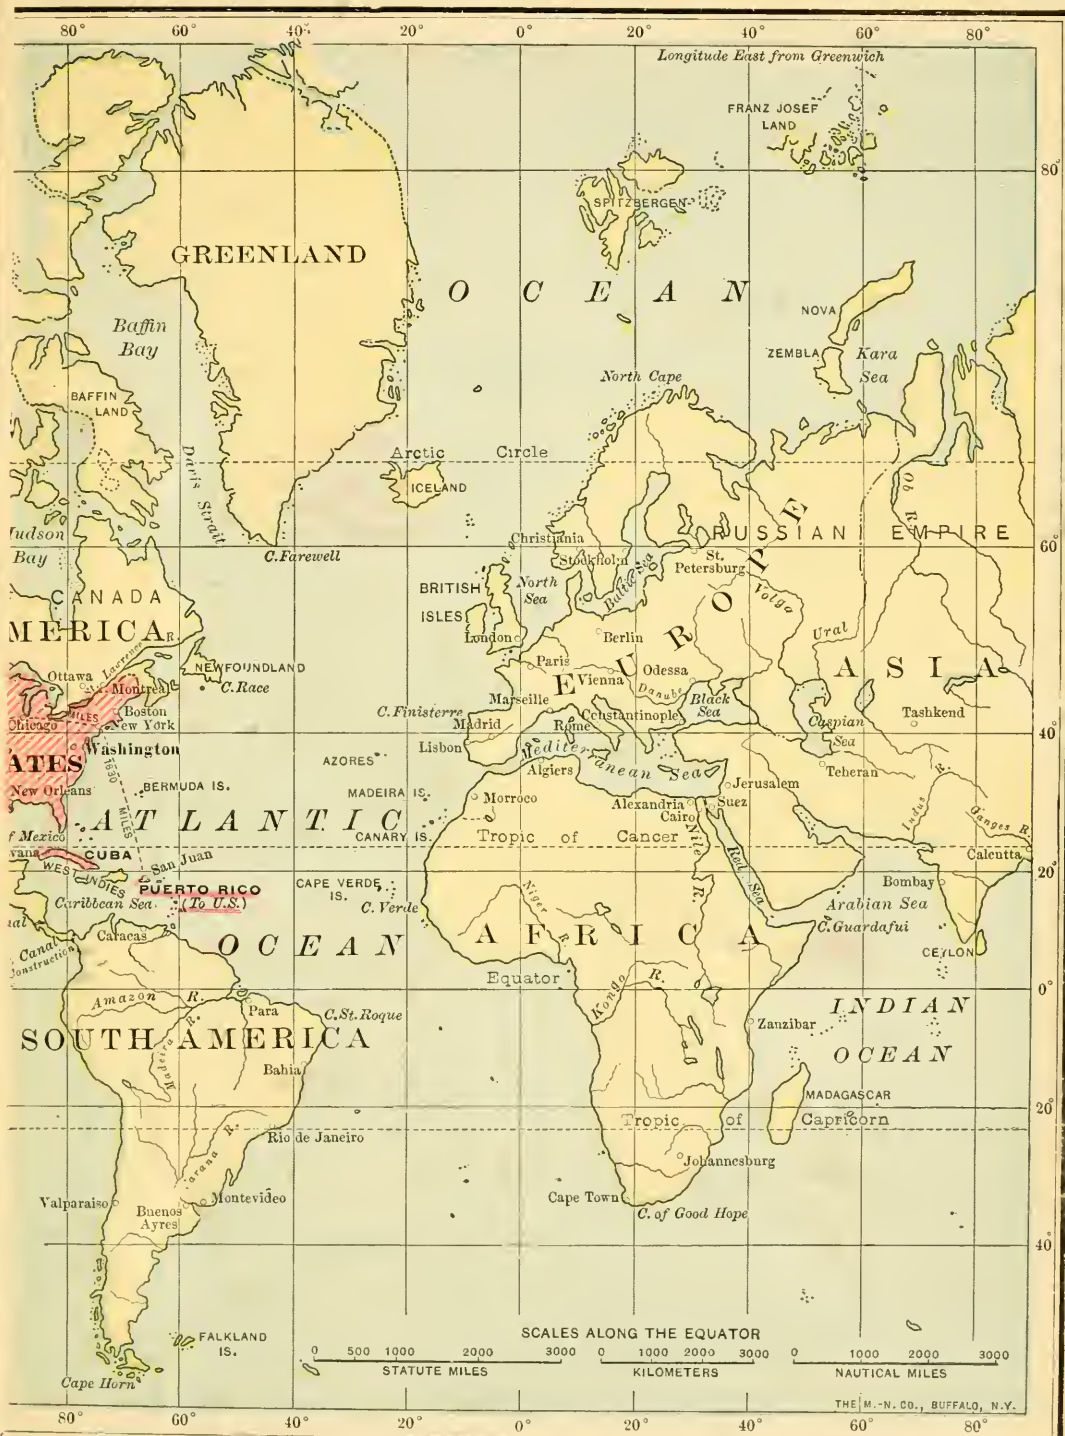 80° 60° 40° 20° 0° 20° 40° 60° 80°
Longitude East from Greenwich
FRANZ JOSEF
LAND
80°
SPITZBERGEN
GREENLAND
OCEAN
NOVA
ZEMBLA
Kara
Sea
Baffin
Bay
North Cape
BAFFIN
LAND
Davis Strait
Arctic Circle
ICELAND
Ob R.
Hudson
Bay
C. Farewell
Christiania
Stockholm
Baltic Sea
St.
Petersburg
RUSSIAN EMPIRE
60°
BRITISH
ISLES
North
Sea
Volga
CANADA
MERICA
London
Berlin
EUROPE
Ural
ASIA
R.
Lawrence
NEWFOUNDLAND
C. Race
Ottawa
Montreal
Paris
Vienna
Odessa
Danube
Black
Sea
Chicago
MILES
Boston
New York
C. Finisterre
Marseille
Madrid
Rome
Constantinople
Caspian
Sea
Tashkend
40°
ATES
Washington
Lisbon
Mediterranean Sea
Algiers
Teheran
1630 MILES
AZORES
New Orleans
BERMUDA IS.
MADEIRA IS.
Morroco
Alexandria
Cairo
Jerusalem
Suez
Indus
R.
Ganges R.
ATLANTIC
f Mexico
CANARY IS.
Tropic of Cancer
Nile R.
Red Sea
Calcutta
vana
CUBA
WEST INDIES
San Juan
20°
PUERTO RICO
(To U.S.)
CAPE VERDE
IS.
C. Verde
Niger R.
Bombay
Arabian Sea
Caribbean Sea
nal
Canal
Construction
Caracas
OCEAN
AFRICA
C. Guardafui
CEYLON
Equator
0°
Amazon R.
Para
C. St. Roque
Kongo R.
INDIAN
OCEAN
Zanzibar
SOUTH AMERICA
Madeira R.
Bahia
MADAGASCAR
20°
Tropic of Capricorn
Rio de Janeiro
Parana R.
Johannesburg
Valparaiso
Buenos
Ayres
Montevideo
Cape Town
C. of Good Hope
40°
FALKLAND
IS.
Cape Horn
SCALES ALONG THE EQUATOR
0 500 1000 2000 3000
STATUTE MILES
0 1000 2000 3000
KILOMETERS
0 1000 2000 3000
NAUTICAL MILES
THE M.-N. CO., BUFFALO, N.Y.
80° 60° 40° 20° 0° 20° 40° 60° 80°